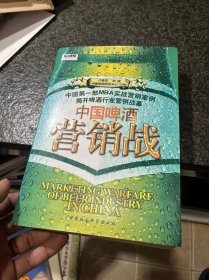 中国第一部MBA实战营销案例
揭开啤酒行业营销战幕
中国啤酒
营销战
MARKETING WARFARE
OF BEER INDUSTRY
IN CHINA